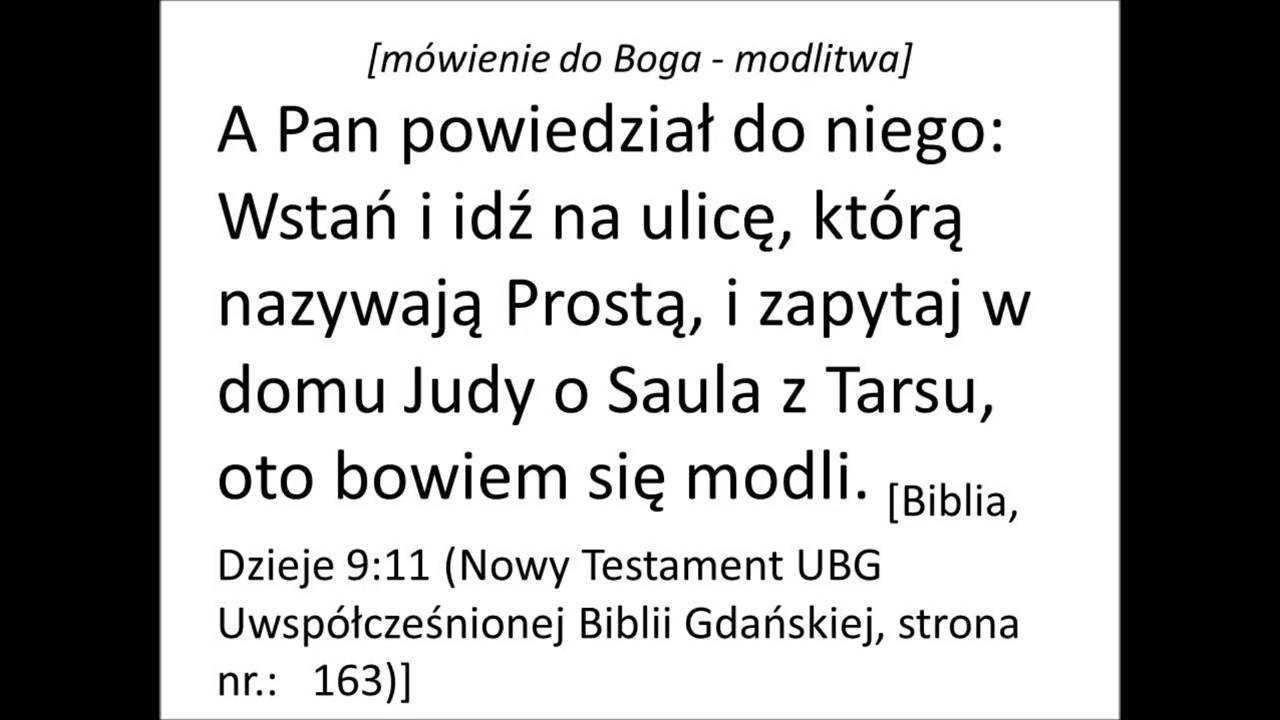 [mówienie do Boga - modlitwa]
A Pan powiedział do niego:
Wstań i idź na ulicę, którą
nazywają Prostą, i zapytaj w
domu Judy o Saula z Tarsu,
oto bowiem się modli. [Biblia,
Dzieje 9:11 (Nowy Testament UBG
Uwspółcześnionej Biblii Gdańskiej, strona
nr.:   163)]